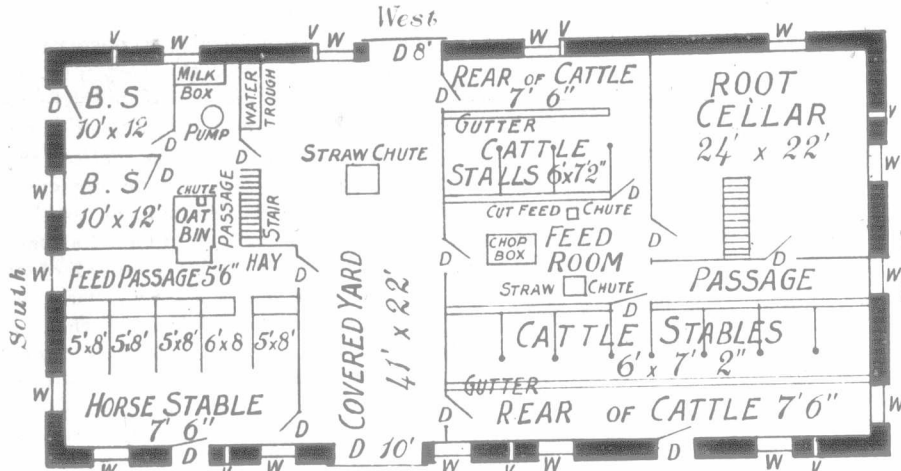 West
V
W
V
W
D 8'
W
V
W
D
B.S
10' x 12
MILK
BOX
PUMP
WATER
TROUGH
D
D
REAR OF CATTLE
7' 6"
D
GUTTER
CATTLE
STALLS 6'x7'2"
ROOT
CELLAR
24' x 22'
V
W
W
STRAW CHUTE
B.S
10' x 12'
D
CHUTE
OAT
BIN
PASSAGE
STAIR
D
CUT FEED CHUTE
CHOP
BOX
FEED
ROOM
STRAW CHUTE
D
D
D
D
PASSAGE
W
South
W
FEED PASSAGE 5'6"
HAY
D
5'x8'
5'x8'
5'x8'
6'x8
5'x8'
COVERED YARD
41' x 22'
CATTLE STABLES
6' x 7' 2"
GUTTER
REAR OF CATTLE 7'6"
W
W
HORSE STABLE
7' 6"
D
D
W
D
V
W
D 10'
W
V
W
D
W
V